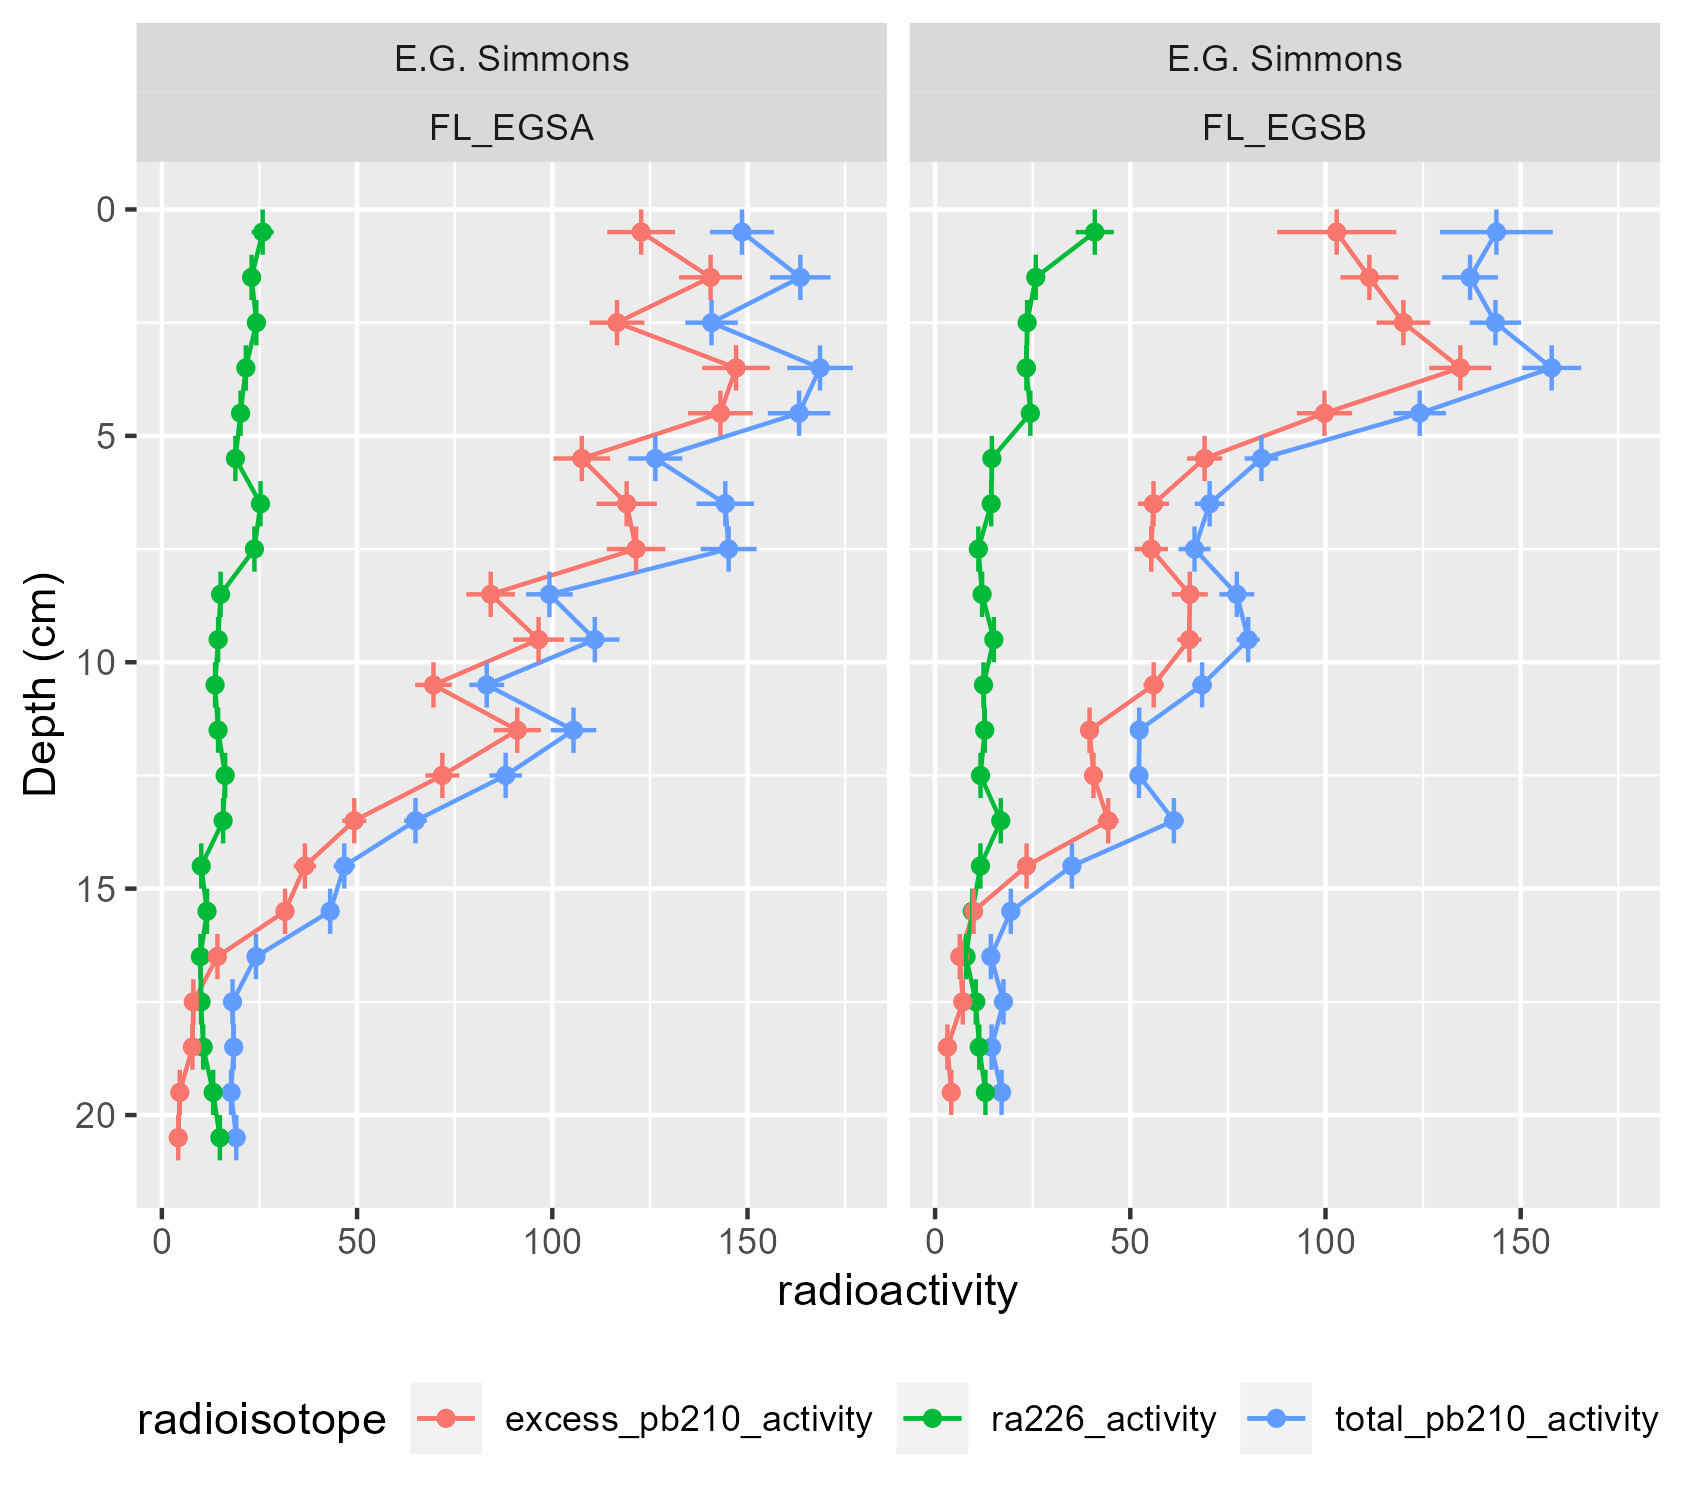 E.G. Simmons
E.G. Simmons
FL_EGSA
FL_EGSB
0
5
10
15
20
Depth (cm)
0
50
100
150
0
50
100
150
radioactivity
radioisotope
excess_pb210_activity
ra226_activity
total_pb210_activity